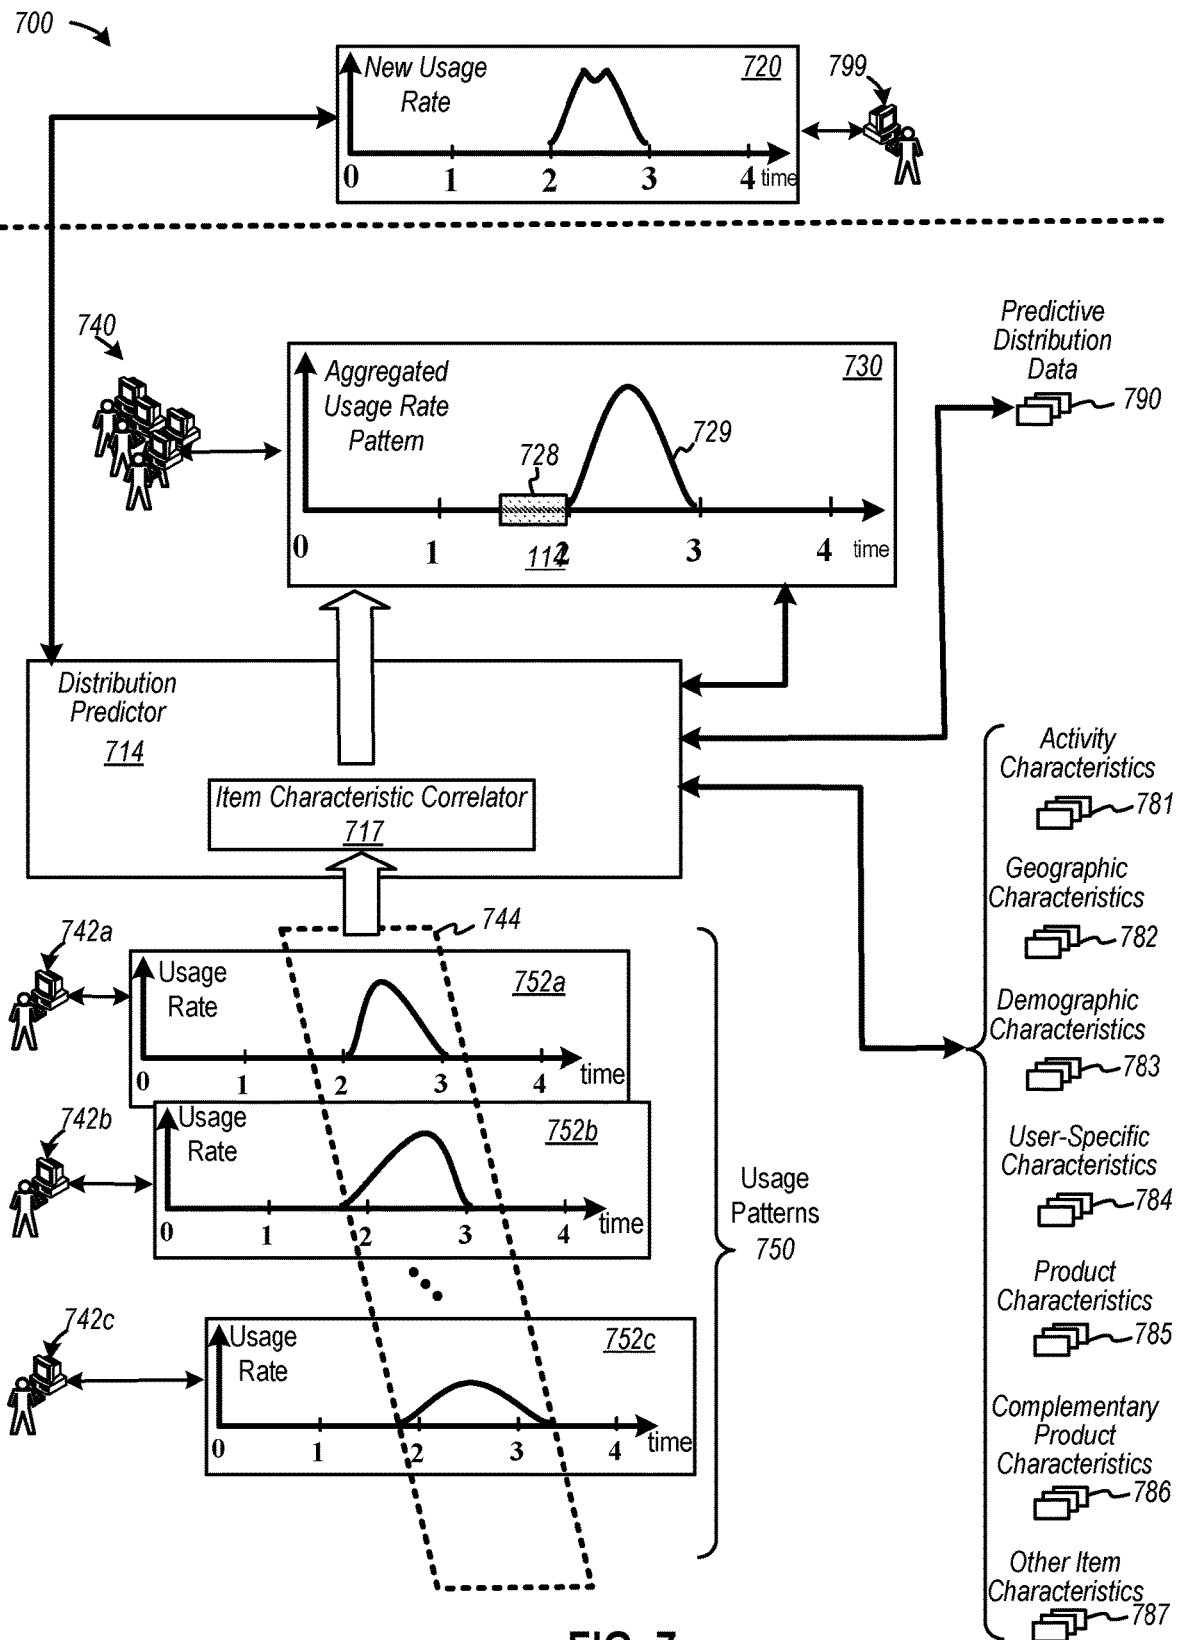 700
New Usage
Rate
720
799
0 1 2 3 4 time
740
Aggregated
Usage Rate
Pattern
730
728
729
0 1 2 3 4 time
114
Predictive
Distribution
Data
790
Distribution
Predictor
714
Item Characteristic Correlator
717
744
742a
Usage
Rate
752a
0 1 2 3 4 time
742b
Usage
Rate
752b
0 1 2 3 4 time
742c
Usage
Rate
752c
0 1 2 3 4 time
Usage
Patterns
750
Activity
Characteristics
781
Geographic
Characteristics
782
Demographic
Characteristics
783
User-Specific
Characteristics
784
Product
Characteristics
785
Complementary
Product
Characteristics
786
Other Item
Characteristics
787
FIG. 7